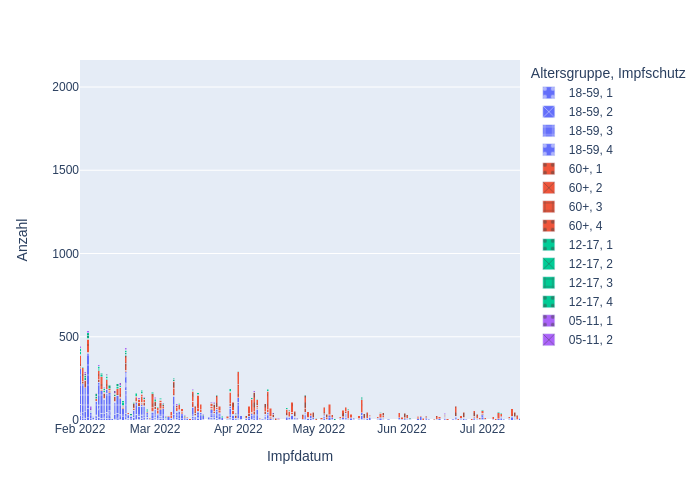 Altersgruppe, Impfschutz
18-59, 1
18-59, 2
18-59, 3
18-59, 4
60+, 1
60+, 2
60+, 3
60+, 4
12-17, 1
12-17, 2
12-17, 3
12-17, 4
05-11, 1
05-11, 2
Anzahl
2000
1500
1000
500
0
Feb 2022
Mar 2022
Apr 2022
May 2022
Jun 2022
Jul 2022
Impfdatum